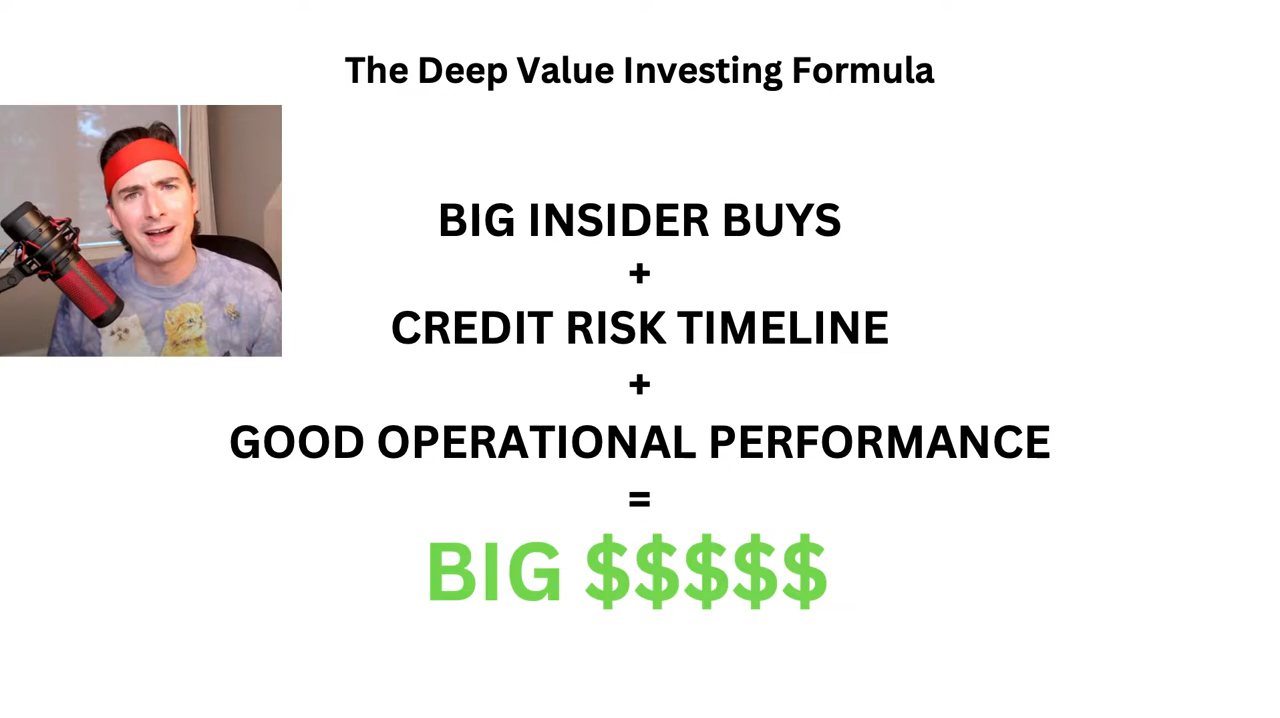 The Deep Value Investing Formula
BIG INSIDER BUYS
+
CREDIT RISK TIMELINE
+
GOOD OPERATIONAL PERFORMANCE
=
BIG $$$$$